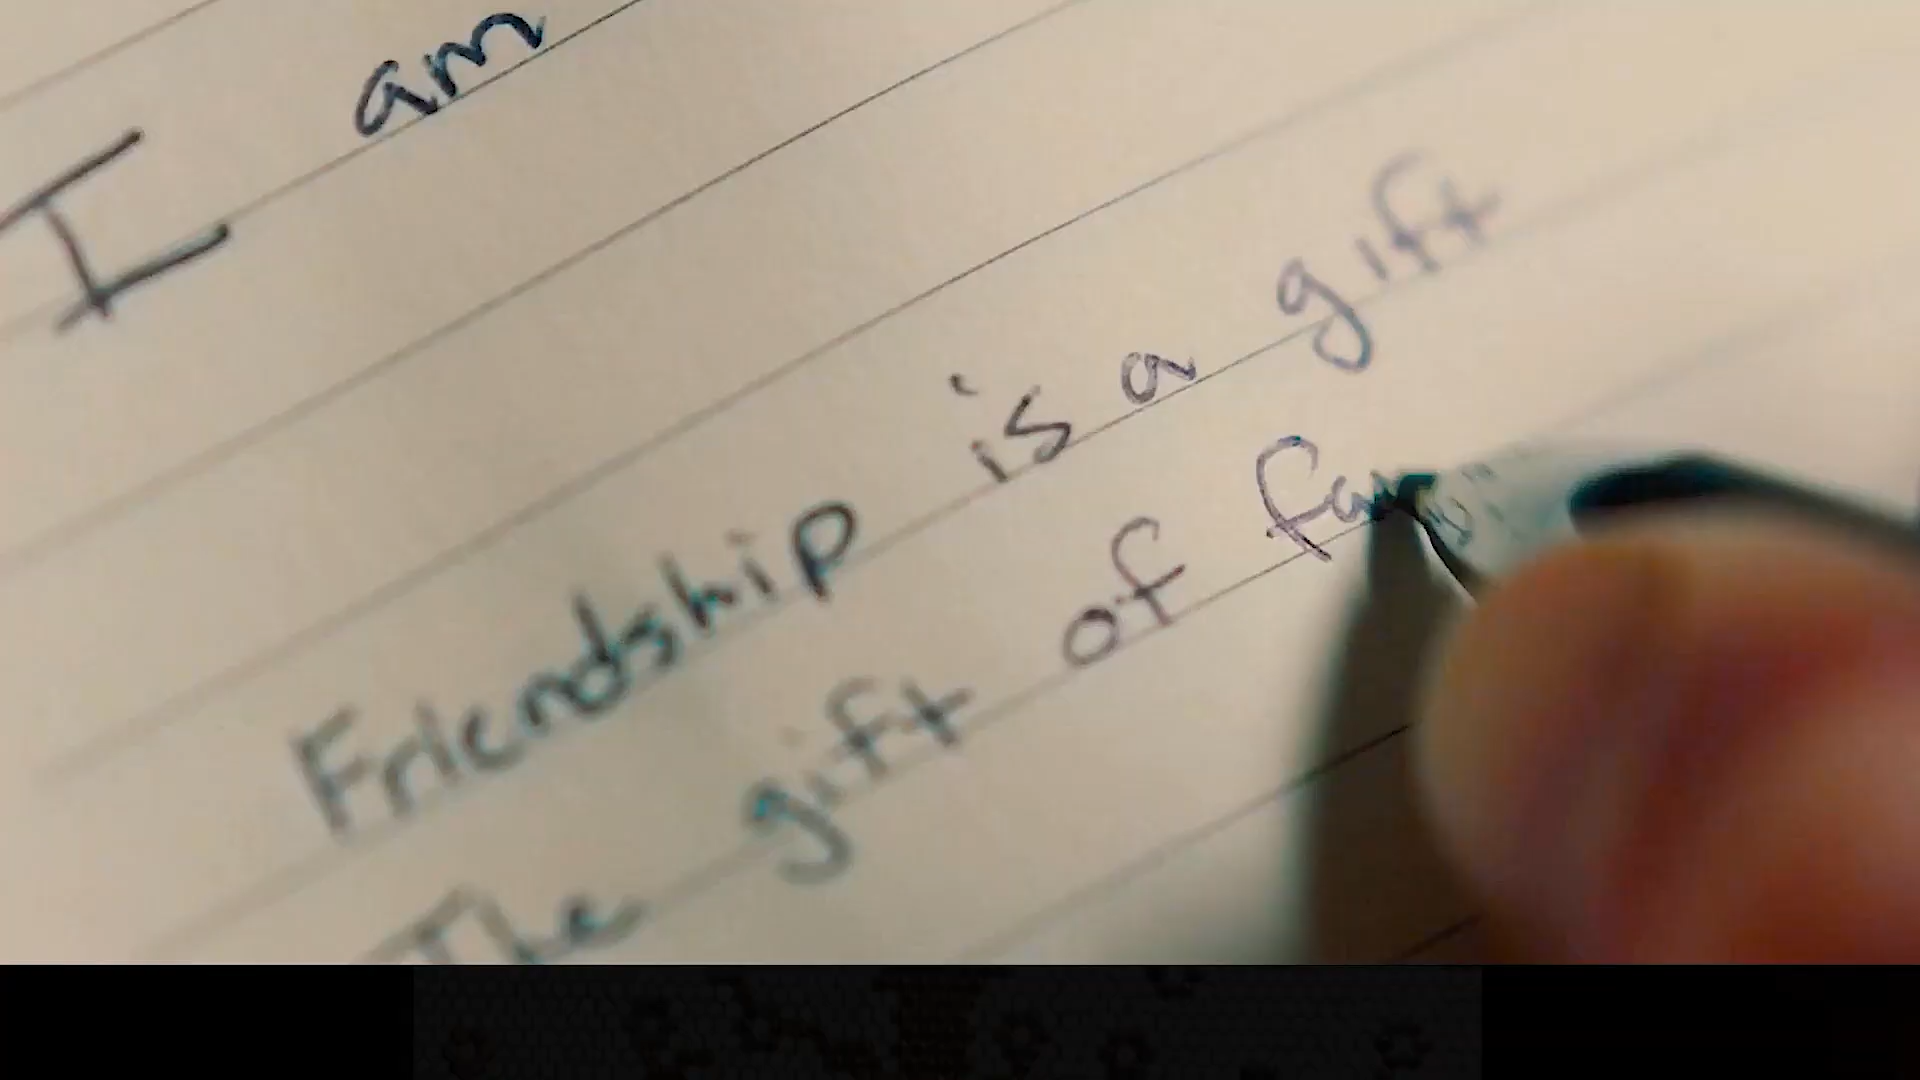 I am
Friendship is a gift
The gift of